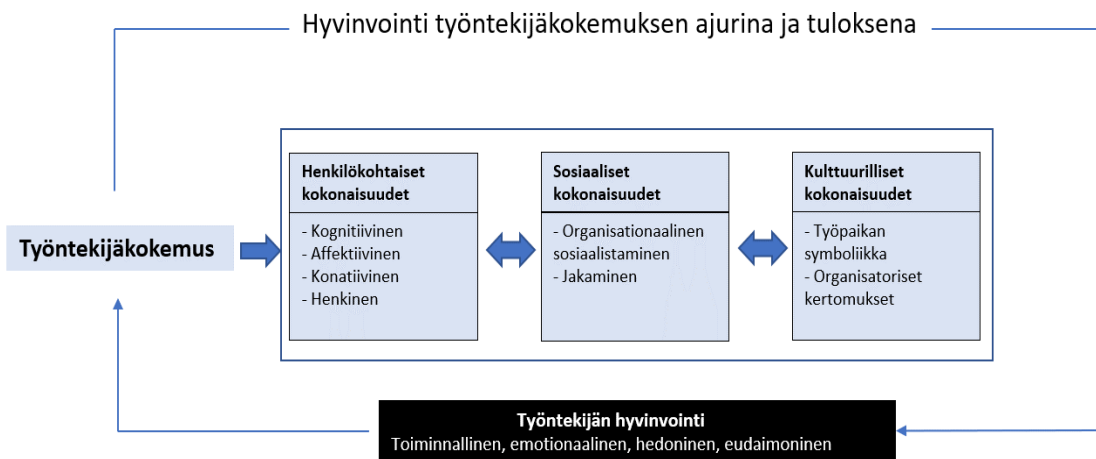 Hyvinvointi työntekijäkokemuksen ajurina ja tuloksena
Työntekijäkokemus
Henkilökohtaiset
kokonaisuudet
- Kognitiivinen
- Affektiivinen
- Konatiivinen
- Henkinen
Sosiaaliset
kokonaisuudet
- Organisationaalinen
sosiaalistaminen
- Jakaminen
Kulttuurilliset
kokonaisuudet
- Työpaikan
symboliikka
- Organisatoriset
kertomukset
Työntekijän hyvinvointi
Toiminnallinen, emotionaalinen, hedoninen, eudaimoninen